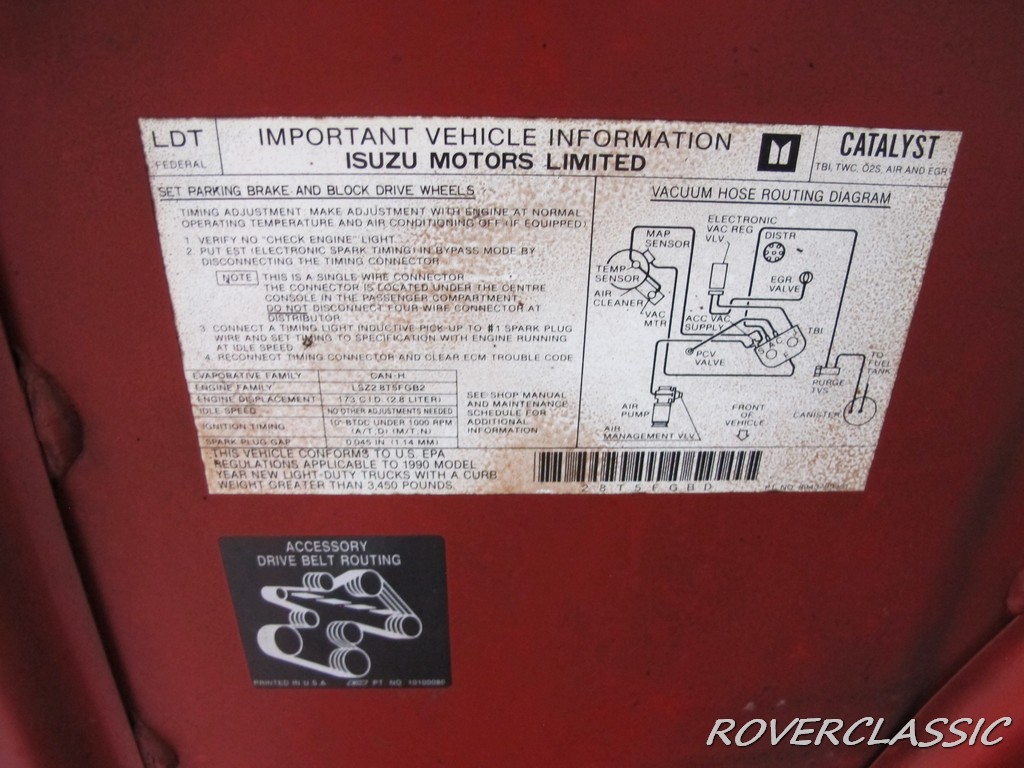 LDT
FEDERAL
IMPORTANT VEHICLE INFORMATION
ISUZU MOTORS LIMITED
CATALYST
TBI, TWC, O2S, AIR AND EGR
SET PARKING BRAKE AND BLOCK DRIVE WHEELS
TIMING ADJUSTMENT: MAKE ADJUSTMENT WITH ENGINE AT NORMAL
OPERATING TEMPERATURE AND AIR CONDITIONING OFF (IF EQUIPPED)
1. VERIFY NO "CHECK ENGINE" LIGHT.
2. PUT EST (ELECTRONIC SPARK TIMING) IN BYPASS MODE BY
DISCONNECTING THE TIMING CONNECTOR
NOTE THIS IS A SINGLE WIRE CONNECTOR
THE CONNECTOR IS LOCATED UNDER THE CENTRE
CONSOLE IN THE PASSENGER COMPARTMENT
DO NOT DISCONNECT FOUR-WIRE CONNECTOR AT
DISTRIBUTOR
3. CONNECT A TIMING LIGHT INDUCTIVE PICK-UP TO #1 SPARK PLUG
WIRE AND SET TIMING TO SPECIFICATION WITH ENGINE RUNNING
AT IDLE SPEED
4. RECONNECT TIMING CONNECTOR AND CLEAR ECM TROUBLE CODE
EVAPORATIVE FAMILY CAN-H
ENGINE FAMILY LSZ2.8T5FGB2
ENGINE DISPLACEMENT 173 C.I.D. (2.8 LITER)
IDLE SPEED NO OTHER ADJUSTMENTS NEEDED
IGNITION TIMING 10° BTDC UNDER 1000 RPM
(A/T;D) (M/T;N)
SPARK PLUG GAP 0.045 IN (1.14 MM)
SEE SHOP MANUAL
AND MAINTENANCE
SCHEDULE FOR
ADDITIONAL
INFORMATION
THIS VEHICLE CONFORMS TO U.S. EPA
REGULATIONS APPLICABLE TO 1990 MODEL
YEAR NEW LIGHT-DUTY TRUCKS WITH A CURB
WEIGHT GREATER THAN 3,450 POUNDS.
VACUUM HOSE ROUTING DIAGRAM
ELECTRONIC
VAC REG
VLV
MAP
SENSOR
DISTR
TEMP
SENSOR
EGR
VALVE
AIR
CLEANER
VAC
MTR
ACC VAC
SUPPLY
TBI
PCV
VALVE
TO
FUEL
TANK
PURGE
TVS
AIR
PUMP
FRONT
OF
VEHICLE
CANISTER
AIR
MANAGEMENT VLV
28T5FGBD
ACCESSORY
DRIVE BELT ROUTING
PRINTED IN U.S.A. PT NO
ROVERCLASSIC